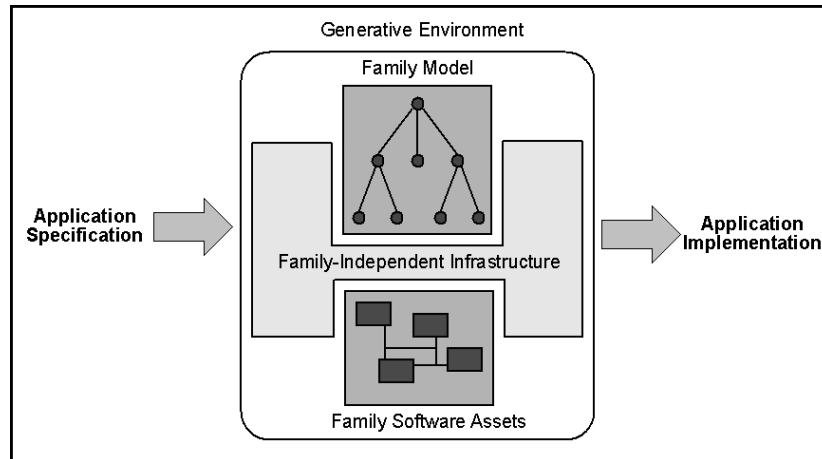 Generative Environment
Family Model
Application
Specification
Family-Independent Infrastructure
Application
Implementation
Family Software Assets